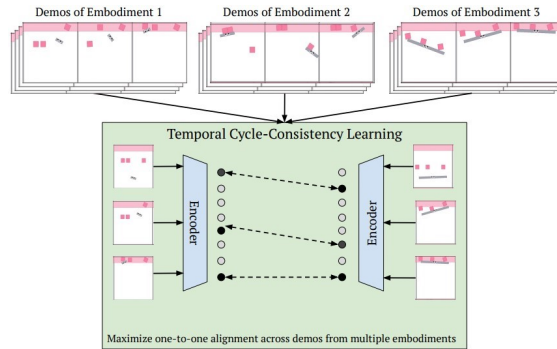 Demos of Embodiment 1
Demos of Embodiment 2
Demos of Embodiment 3
Temporal Cycle-Consistency Learning
Encoder
Encoder
Maximize one-to-one alignment across demos from multiple embodiments